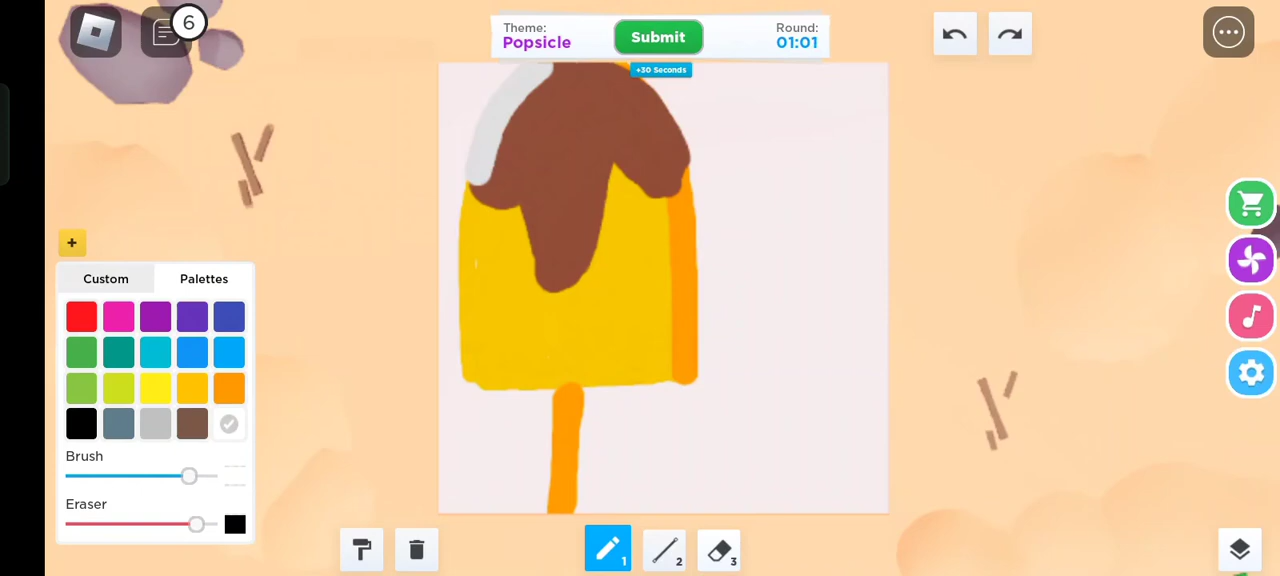 6
Theme:
Popsicle
Submit
Round:
01:01
+30 Seconds
+
Custom
Palettes
Brush
Eraser
1
2
3